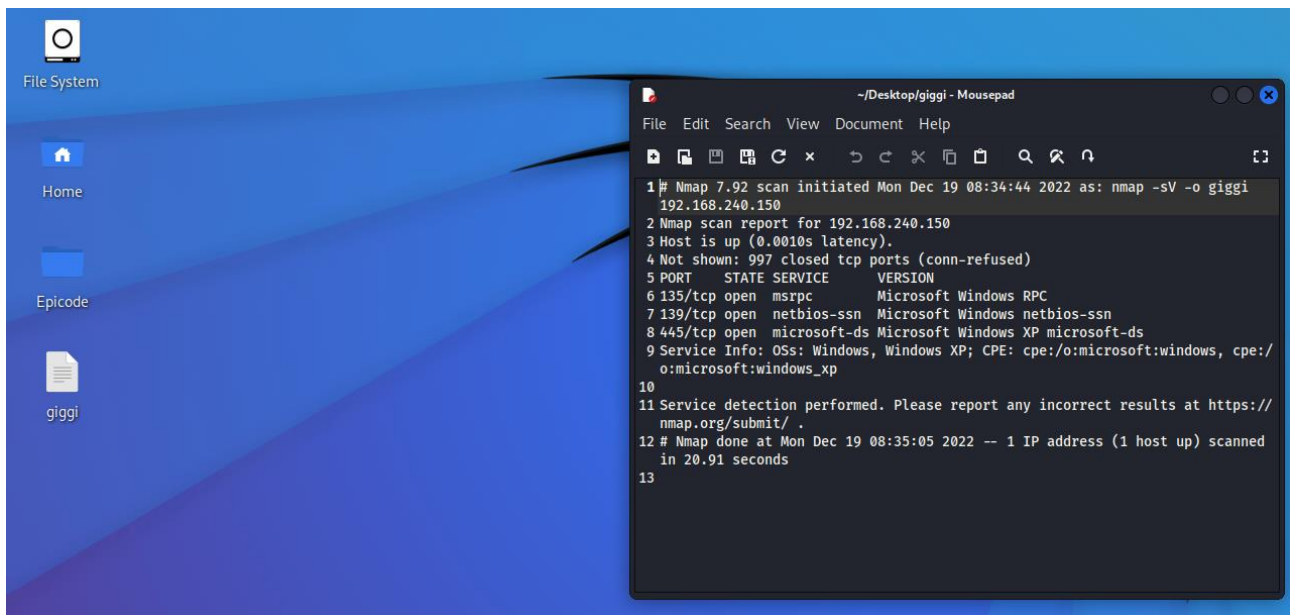 File System
Home
Epicode
giggi
~/Desktop/giggi - Mousepad
File Edit Search View Document Help
1 # Nmap 7.92 scan initiated Mon Dec 19 08:34:44 2022 as: nmap -sV -o giggi
192.168.240.150
2 Nmap scan report for 192.168.240.150
3 Host is up (0.0010s latency).
4 Not shown: 997 closed tcp ports (conn-refused)
5 PORT    STATE SERVICE      VERSION
6 135/tcp open  msrpc        Microsoft Windows RPC
7 139/tcp open  netbios-ssn  Microsoft Windows netbios-ssn
8 445/tcp open  microsoft-ds Microsoft Windows XP microsoft-ds
9 Service Info: OSs: Windows, Windows XP; CPE: cpe:/o:microsoft:windows, cpe:/
o:microsoft:windows_xp
10
11 Service detection performed. Please report any incorrect results at https://
nmap.org/submit/ .
12 # Nmap done at Mon Dec 19 08:35:05 2022 -- 1 IP address (1 host up) scanned
in 20.91 seconds
13